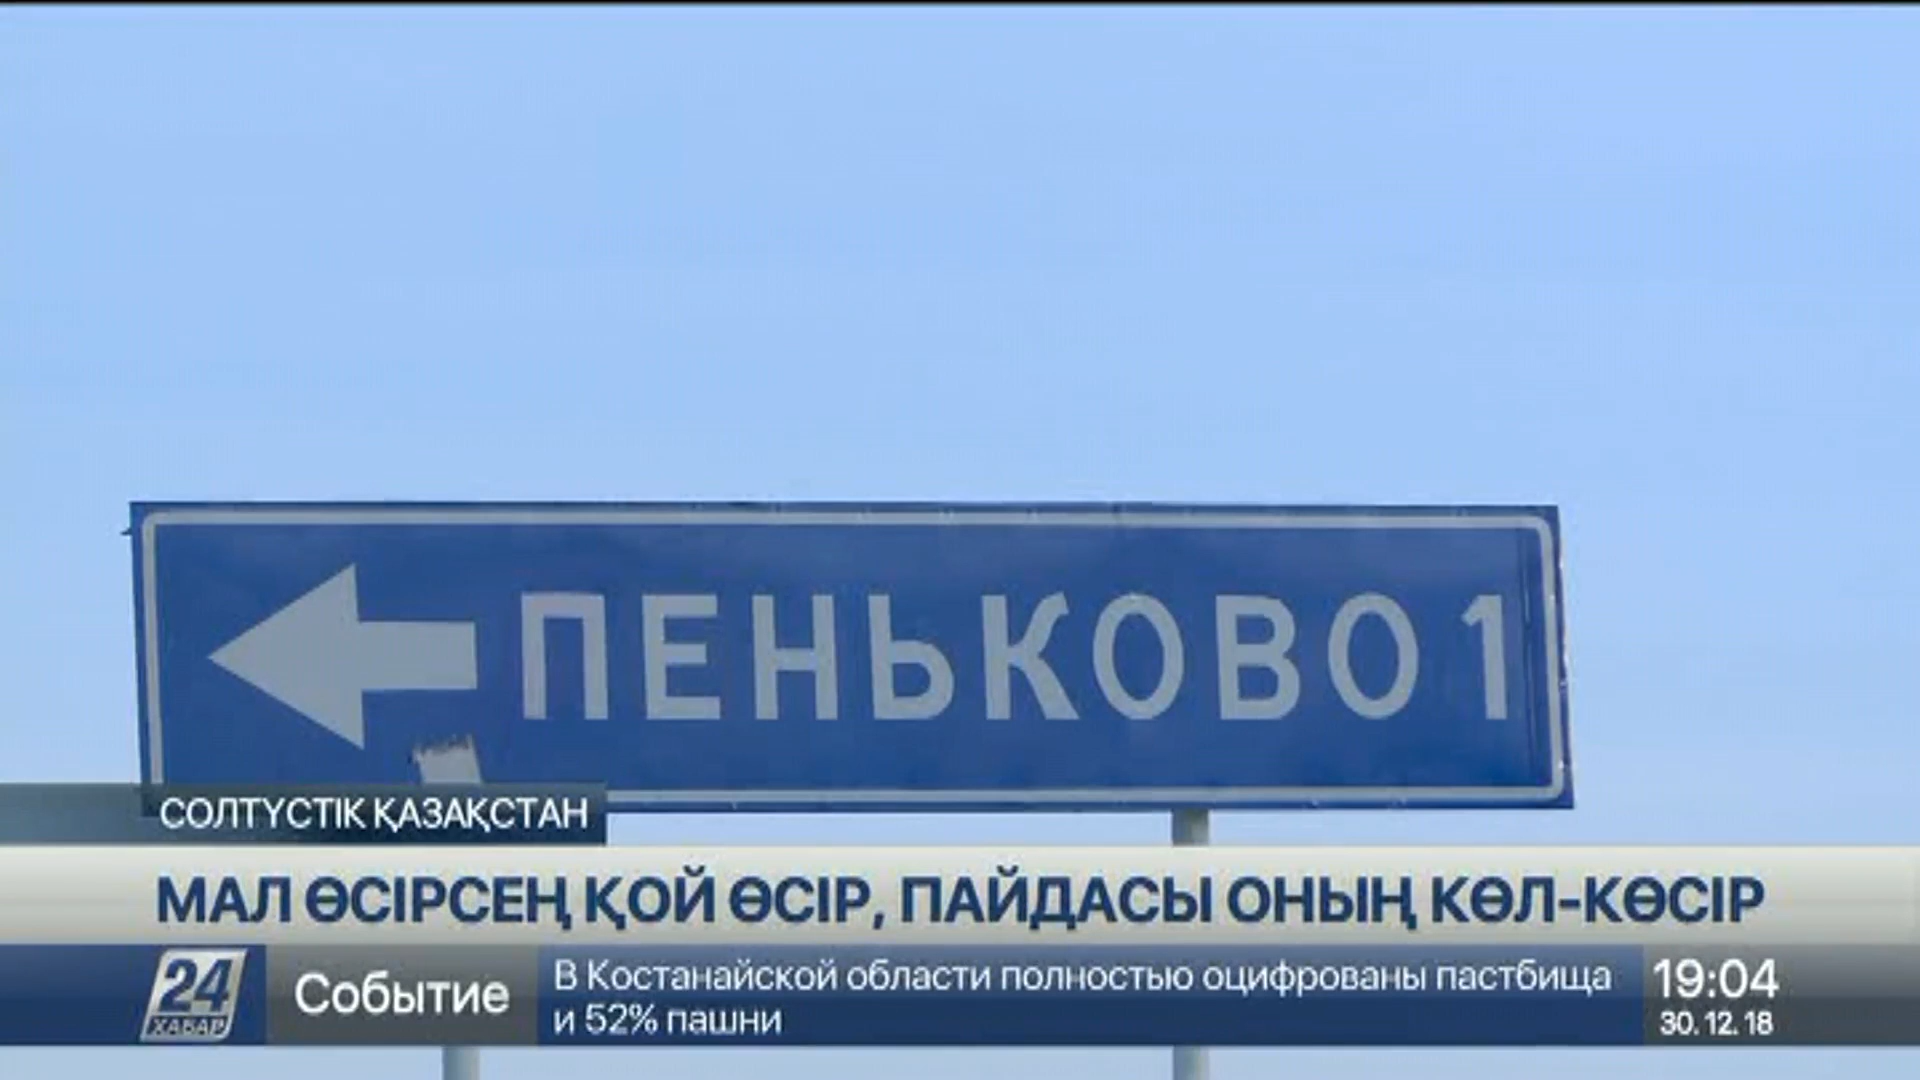 ПЕНЬКОВО 1
СОЛТҮСТІК ҚАЗАҚСТАН
МАЛ ӨСІРСЕҢ ҚОЙ ӨСІР, ПАЙДАСЫ ОНЫҢ КӨЛ-КӨСІР
24
ХАБАР
Событие
В Костанайской области полностью оцифрованы пастбища
и 52% пашни
19:04
30. 12. 18